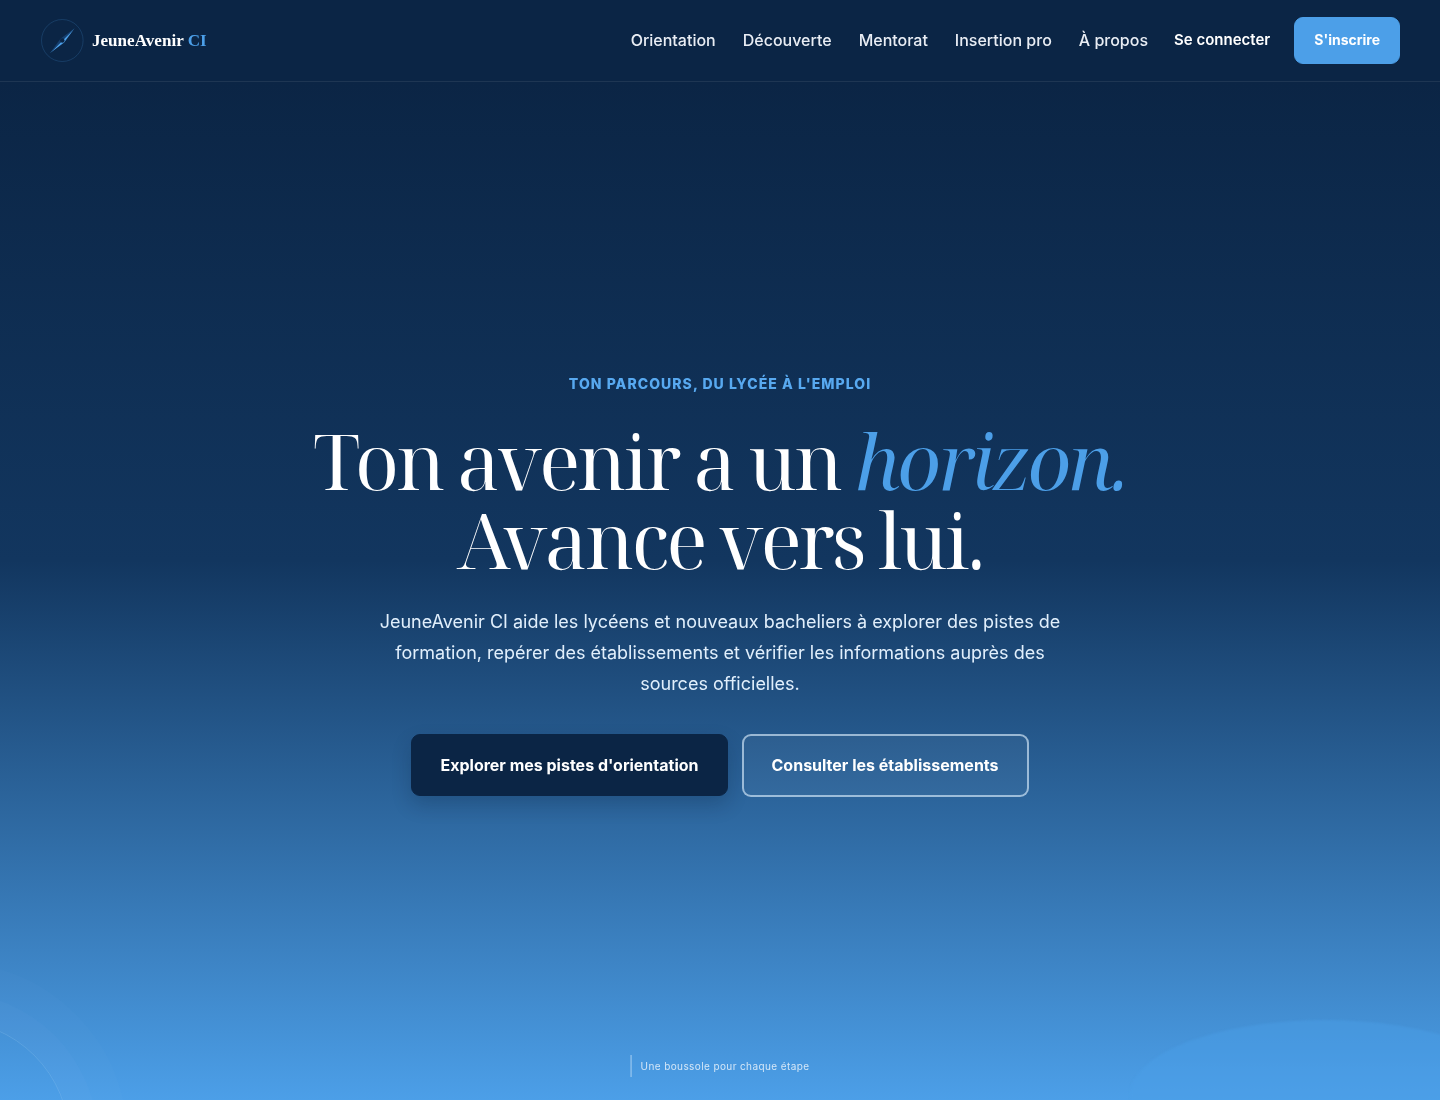 JeuneAvenir CI
Orientation
Découverte
Mentorat
Insertion pro
À propos
Se connecter
S'inscrire
TON PARCOURS, DU LYCÉE À L'EMPLOI
Ton avenir a un horizon.
Avance vers lui.
JeuneAvenir CI aide les lycéens et nouveaux bacheliers à explorer des pistes de
formation, repérer des établissements et vérifier les informations auprès des
sources officielles.
Explorer mes pistes d'orientation
Consulter les établissements
Une boussole pour chaque étape